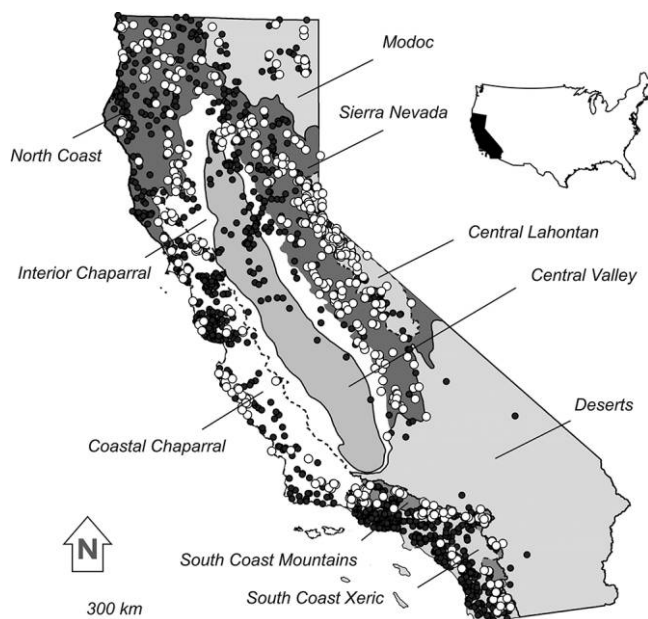 Modoc
Sierra Nevada
North Coast
Central Lahontan
Interior Chaparral
Central Valley
Deserts
Coastal Chaparral
N
South Coast Mountains
South Coast Xeric
300 km